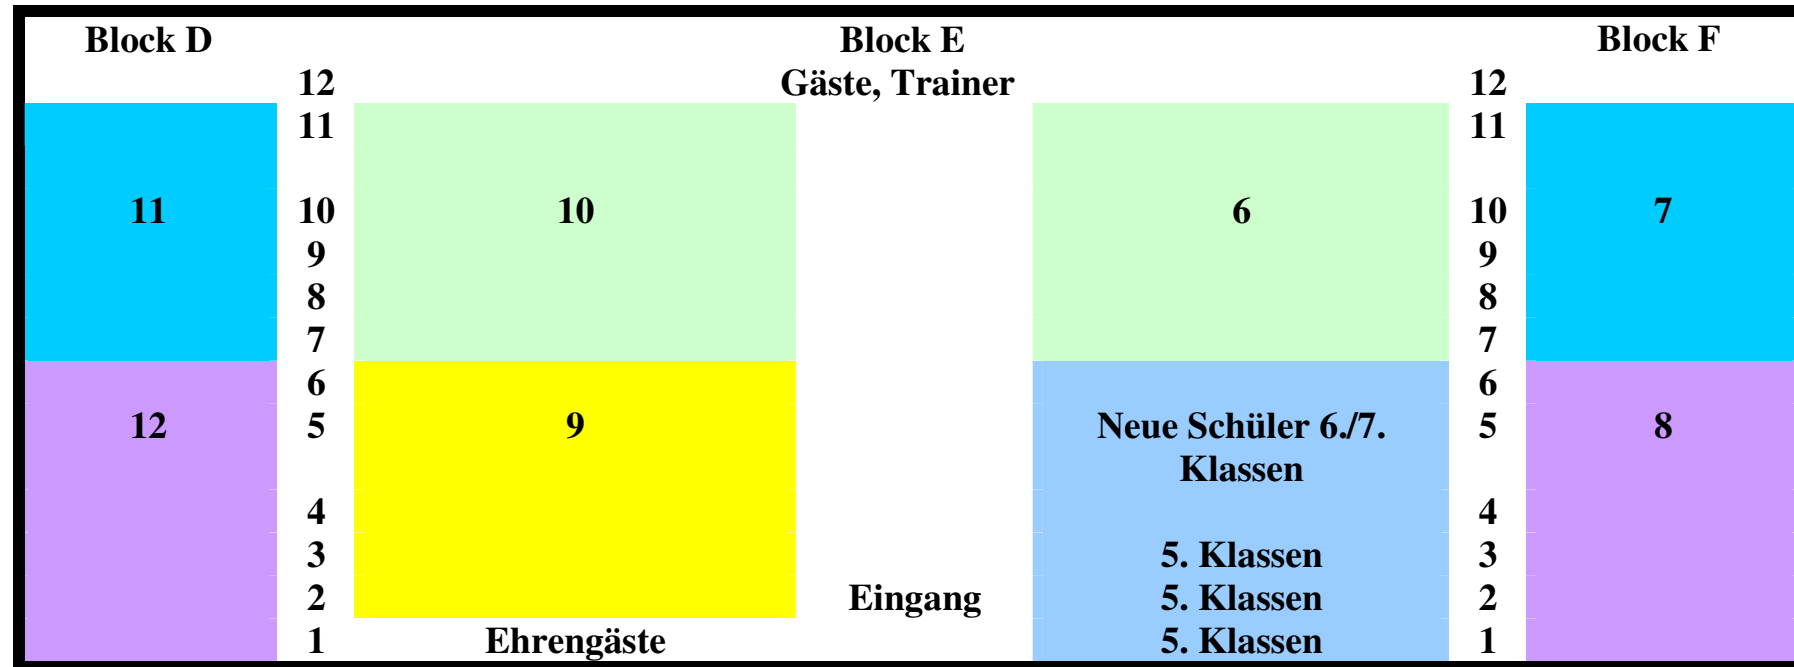 Block D Block E Block F
12 Gäste, Trainer 12
11 11
11 10 10 6 10 7
9 9
8 8
7 7
6 6
12 5 9 Neue Schüler 6./7. 5 8
Klassen
4 4
3 5. Klassen 3
2 Eingang 5. Klassen 2
1 Ehrengäste 5. Klassen 1